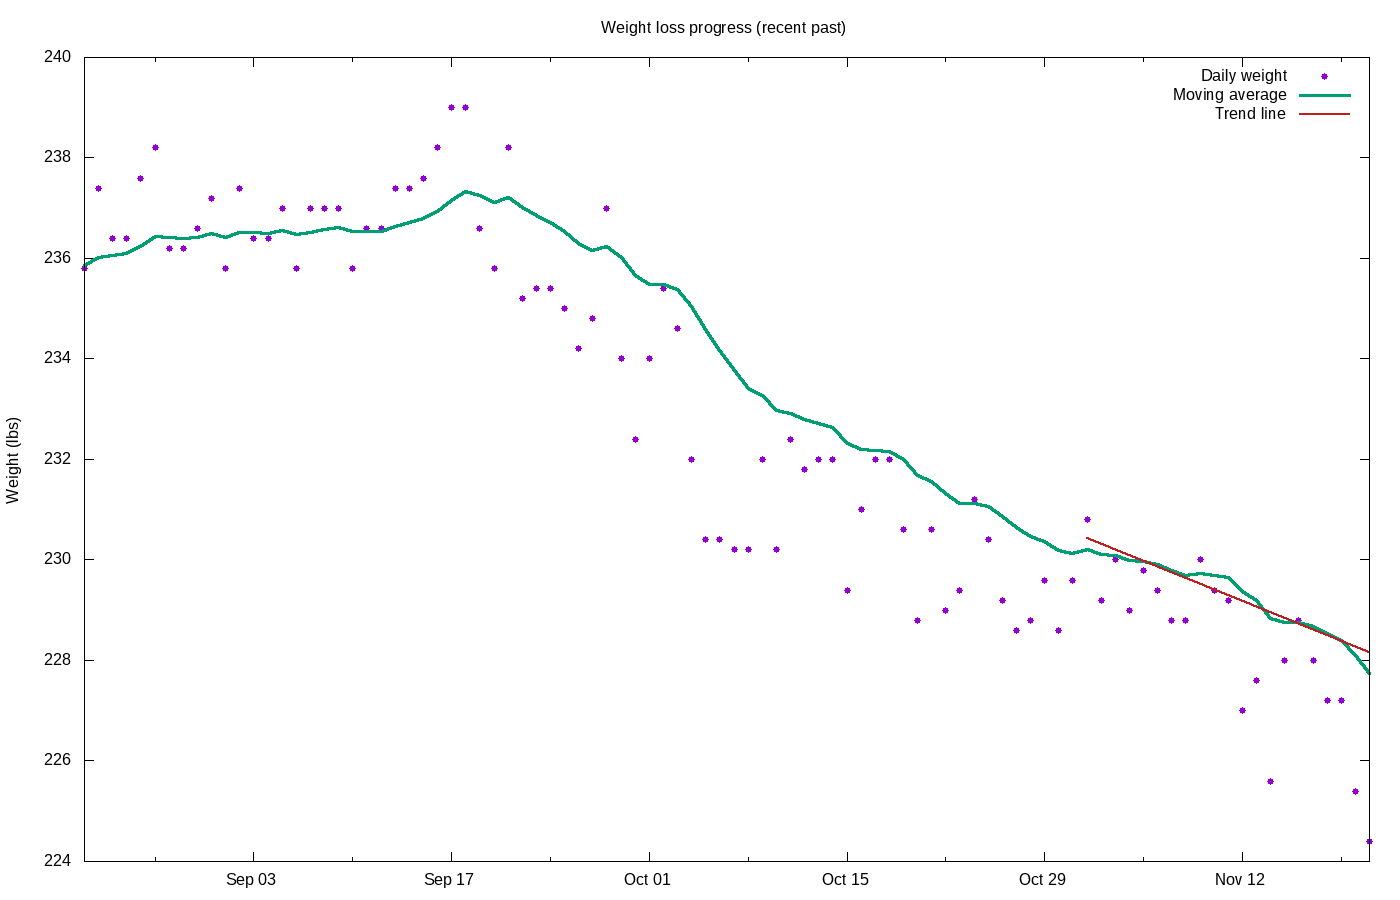 Weight loss progress (recent past)
240
238
236
234
232
230
228
226
224
Weight (lbs)
Daily weight
Moving average
Trend line
Sep 03
Sep 17
Oct 01
Oct 15
Oct 29
Nov 12